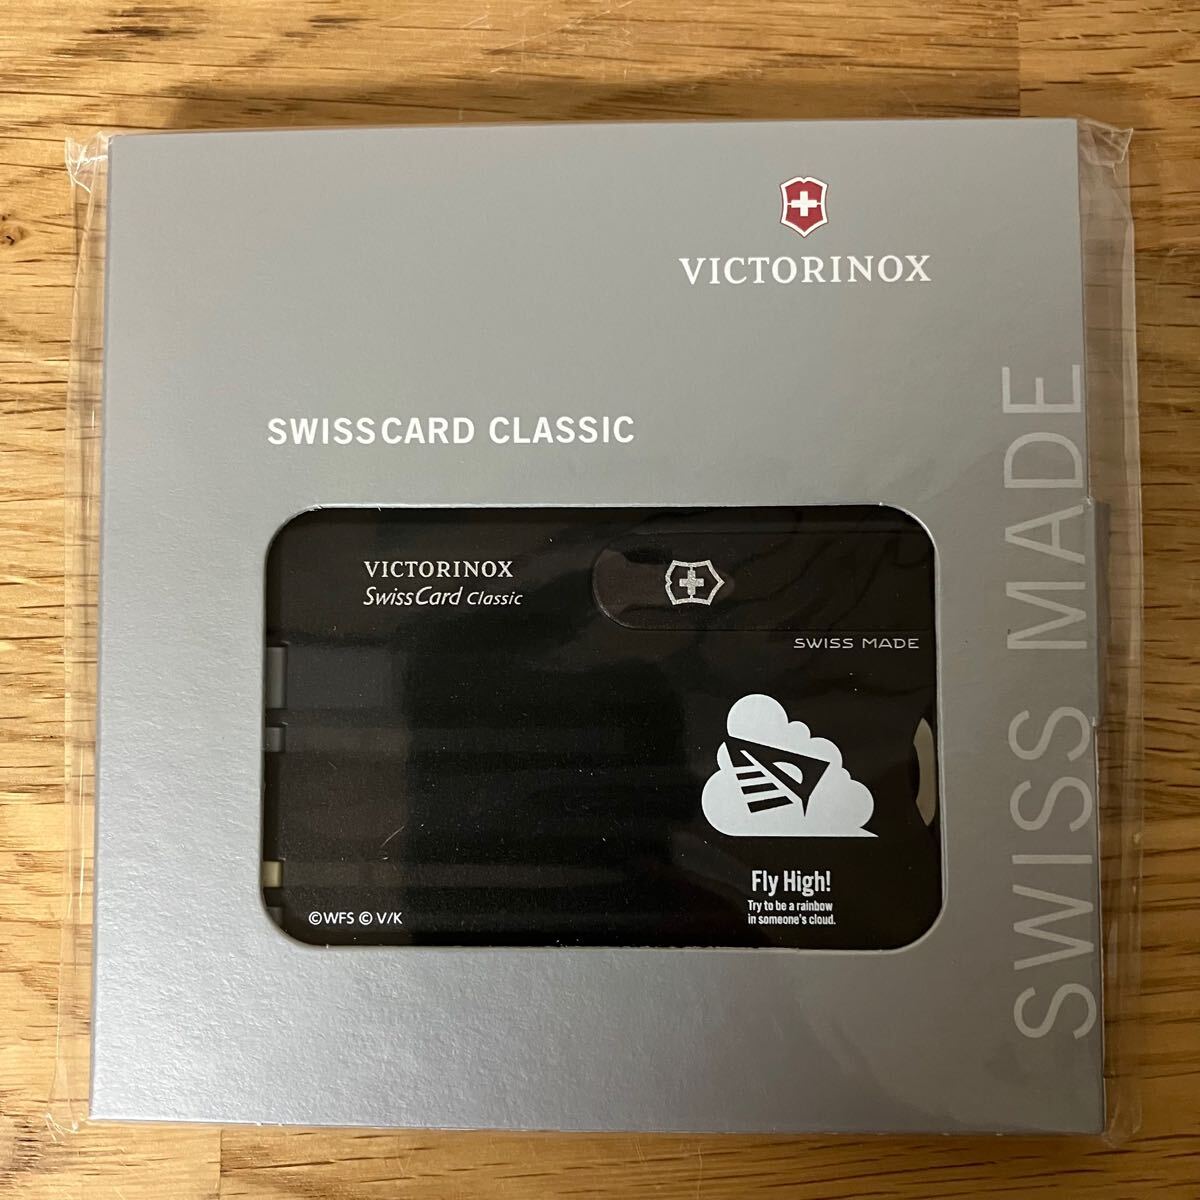 VICTORINOX
SWISSCARD CLASSIC
SWISS MADE
VICTORINOX
SwissCard Classic
SWISS MADE
Fly High!
Try to be a rainbow
in someone's cloud.
©WFS © V/K